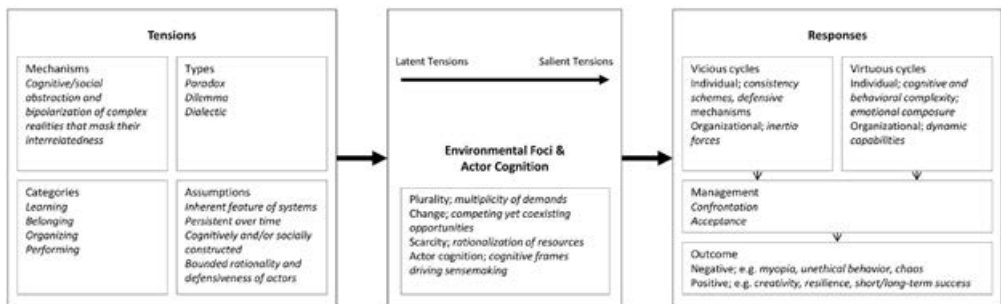 Tensions
Mechanisms
Cognitive/social
abstraction and
bipolarization of complex
realities that mask their
interrelatedness
Types
Paradox
Dilemma
Dialectic
Categories
Learning
Belonging
Organizing
Performing
Assumptions
Inherent feature of systems
Persistent over time
Cognitively and/or socially
constructed
Bounded rationality and
defensiveness of actors
Latent Tensions
Salient Tensions
Environmental Foci &
Actor Cognition
Plurality; multiplicity of demands
Change; competing yet coexisting
opportunities
Scarcity; rationalization of resources
Actor cognition; cognitive frames
driving sensemaking
Responses
Vicious cycles
Individual; consistency
schemes, defensive
mechanisms
Organizational; inertia
forces
Virtuous cycles
Individual; cognitive and
behavioral complexity;
emotional composure
Organizational; dynamic
capabilities
Management
Confrontation
Acceptance
Outcome
Negative; e.g. myopia, unethical behavior, chaos
Positive; e.g. creativity, resilience, short/long-term success